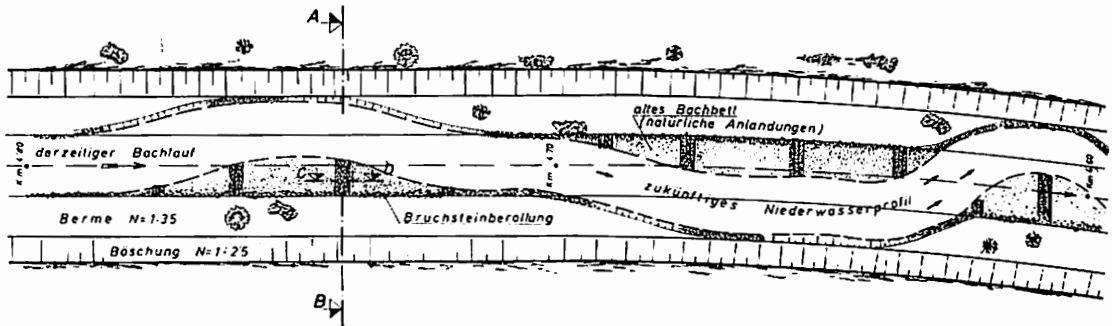 A
altes Bachbett
(natürliche Anlandungen)
derzeitiger Bachlauf
C
D
zukünftiges Niederwasserprofil
Berme N=1:35
Bruchsteinberollung
Böschung N=1:25
B